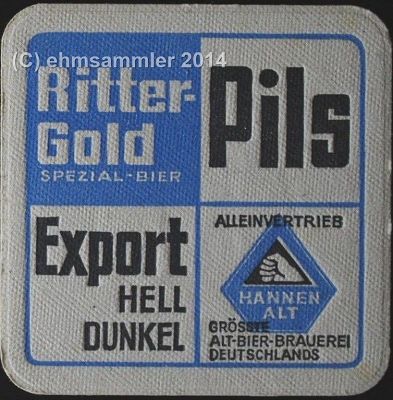 (C) ehmsammler 2014
Ritter-
Gold
SPEZIAL-BIER
Pils
Export
HELL
DUNKEL
ALLEINVERTRIEB
HANNEN
ALT
GRÖSSTE
ALT-BIER-BRAUEREI
DEUTSCHLANDS